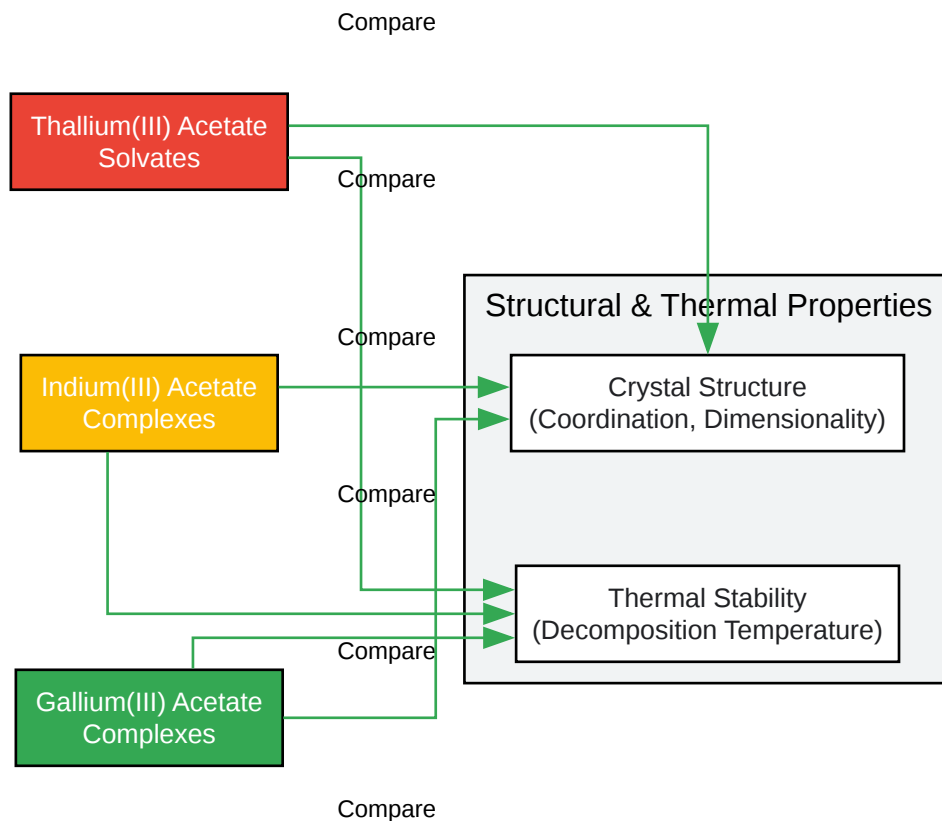 Compare
Thallium(III) Acetate
Solvates
Compare
Structural & Thermal Properties
Compare
Indium(III) Acetate
Complexes
Crystal Structure
(Coordination, Dimensionality)
Compare
Thermal Stability
(Decomposition Temperature)
Compare
Gallium(III) Acetate
Complexes
Compare